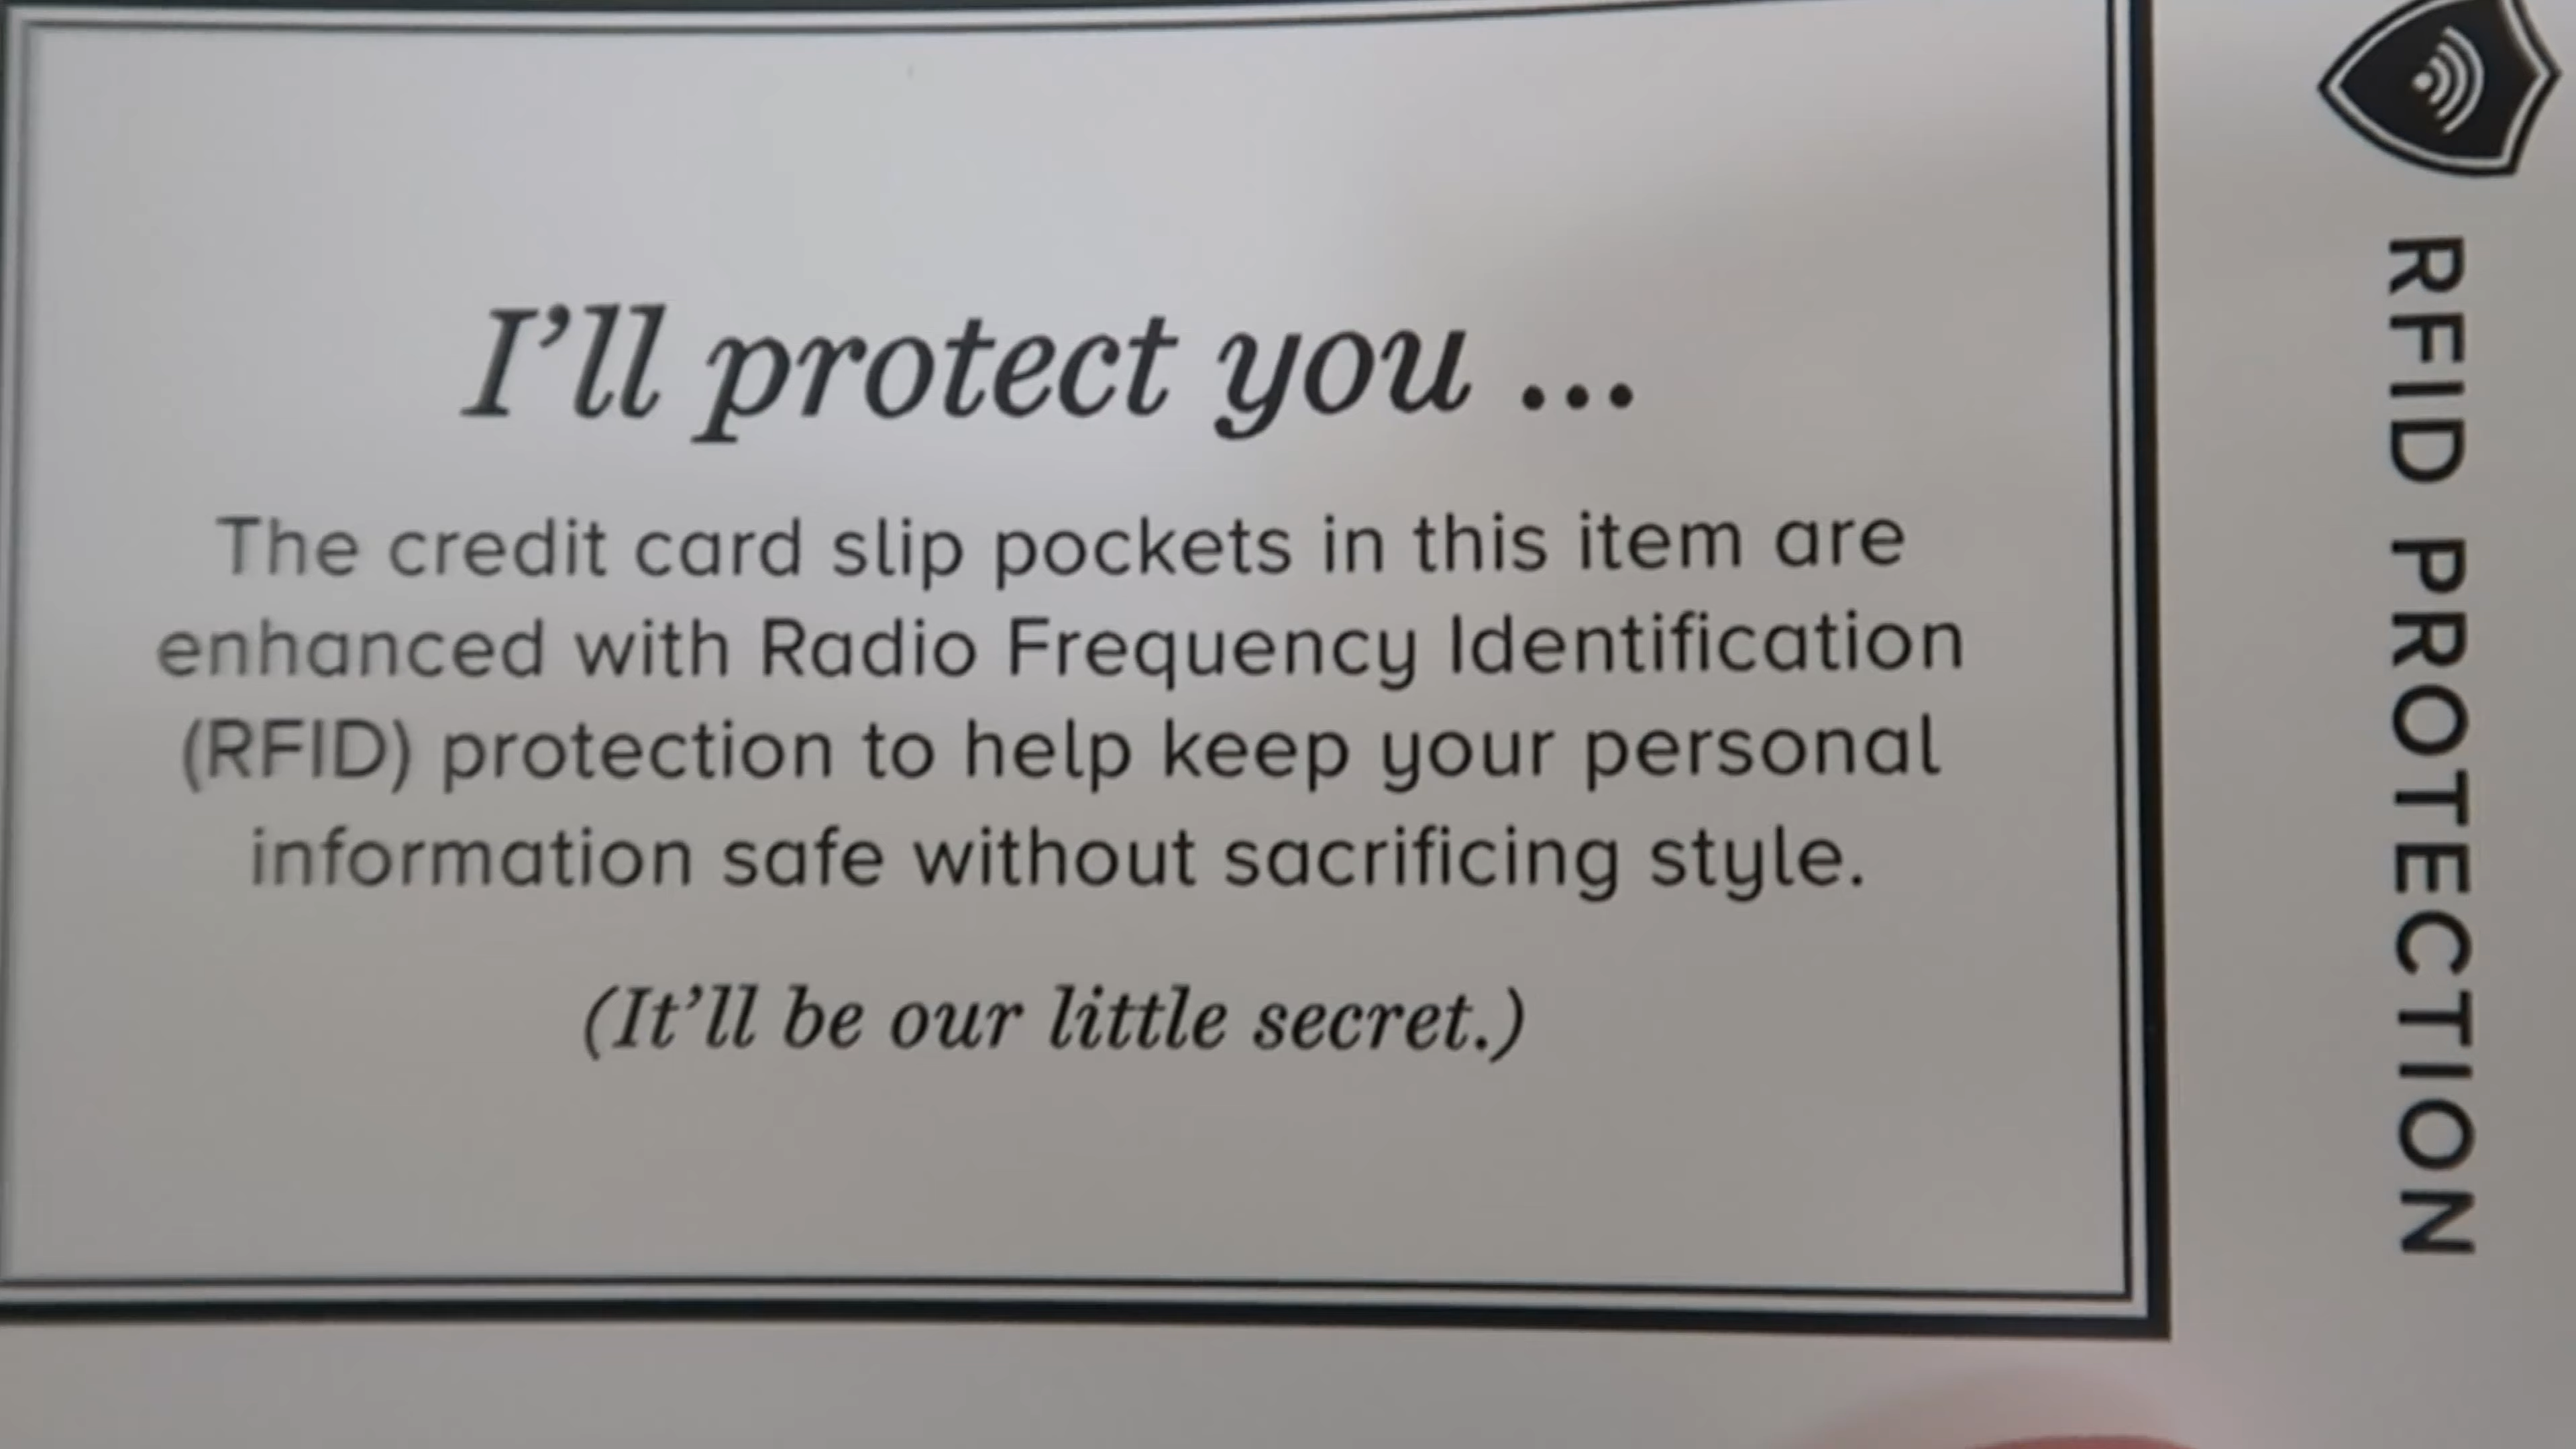 I’ll protect you ...
The credit card slip pockets in this item are
enhanced with Radio Frequency Identification
(RFID) protection to help keep your personal
information safe without sacrificing style.
(It’ll be our little secret.)
RFID PROTECTION